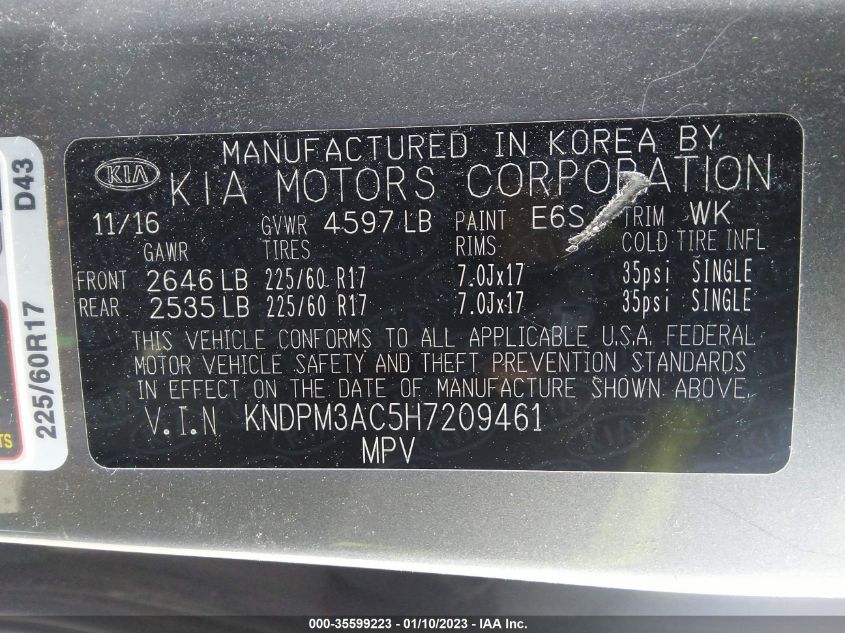 MANUFACTURED IN KOREA BY
KIA KIA MOTORS CORPORATION
11/16 GVWR 4597 LB PAINT E6S TRIM WK
GAWR TIRES RIMS COLD TIRE INFL
FRONT 2646 LB 225/60 R17 7.0Jx17 35psi SINGLE
REAR 2535 LB 225/60 R17 7.0Jx17 35psi SINGLE
THIS VEHICLE CONFORMS TO ALL APPLICABLE U.S.A. FEDERAL
MOTOR VEHICLE SAFETY AND THEFT PREVENTION STANDARDS
IN EFFECT ON THE DATE OF MANUFACTURE SHOWN ABOVE.
V.I.N KNDPM3AC5H7209461
MPV
D43
225/60R17
000-35599223 - 01/10/2023 - IAA Inc.